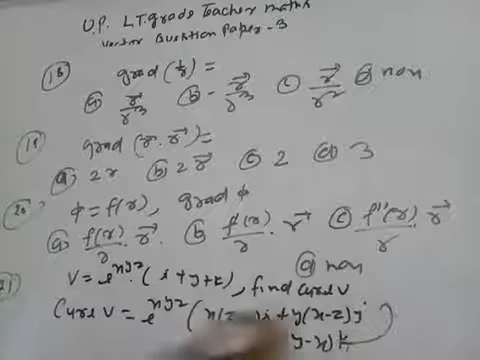 U.P. L.T. grade Teacher maths
vector Question Paper - 3
18) grad (1/r) =
(a) r⃗/r³ (b) - r⃗/r³ (c) r⃗/r² (d) non
19 grad (r⃗ . r⃗) =
(a) 2r (b) 2r⃗ (c) 2 (d) 3
20) ϕ = f(r), grad ϕ
(a) f(r)/r . r⃗ (b) f'(r)/r . r⃗ (c) f''(r)/r . r⃗
(d) non
21) V = e^xyz . (i + y + k), find curl v
Curl v = e^xyz ( x(z i + y(x-z) j
y-x) k